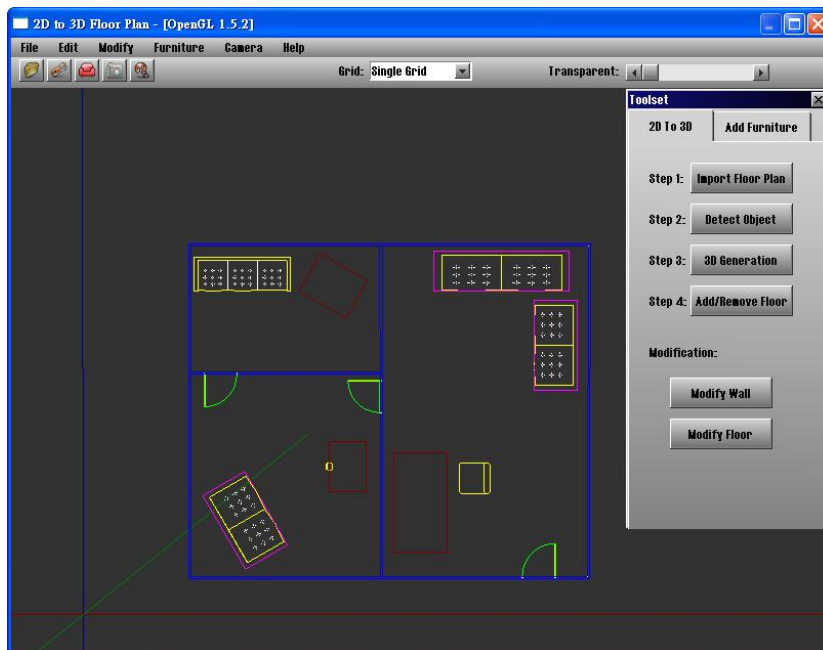 2D to 3D Floor Plan - [OpenGL 1.5.2]
File Edit Modify Furniture Camera Help
Grid: Single Grid Transparent:
Toolset
2D To 3D Add Furniture
Step 1: Import Floor Plan
Step 2: Detect Object
Step 3: 3D Generation
Step 4: Add/Remove Floor
Modification:
Modify Wall
Modify Floor